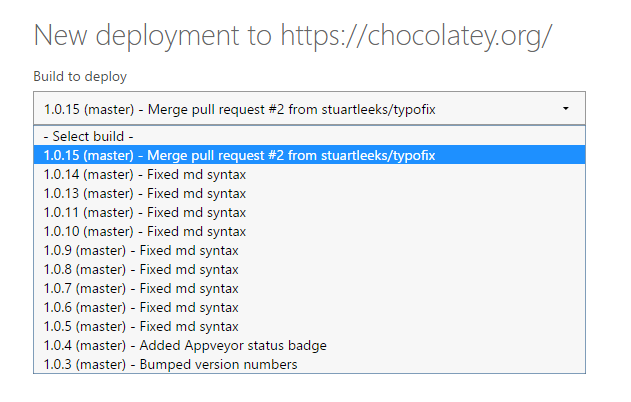 New deployment to https://chocolatey.org/
Build to deploy
1.0.15 (master) - Merge pull request #2 from stuartleeks/typofix
- Select build -
1.0.15 (master) - Merge pull request #2 from stuartleeks/typofix
1.0.14 (master) - Fixed md syntax
1.0.13 (master) - Fixed md syntax
1.0.11 (master) - Fixed md syntax
1.0.10 (master) - Fixed md syntax
1.0.9 (master) - Fixed md syntax
1.0.8 (master) - Fixed md syntax
1.0.7 (master) - Fixed md syntax
1.0.6 (master) - Fixed md syntax
1.0.5 (master) - Fixed md syntax
1.0.4 (master) - Added Appveyor status badge
1.0.3 (master) - Bumped version numbers